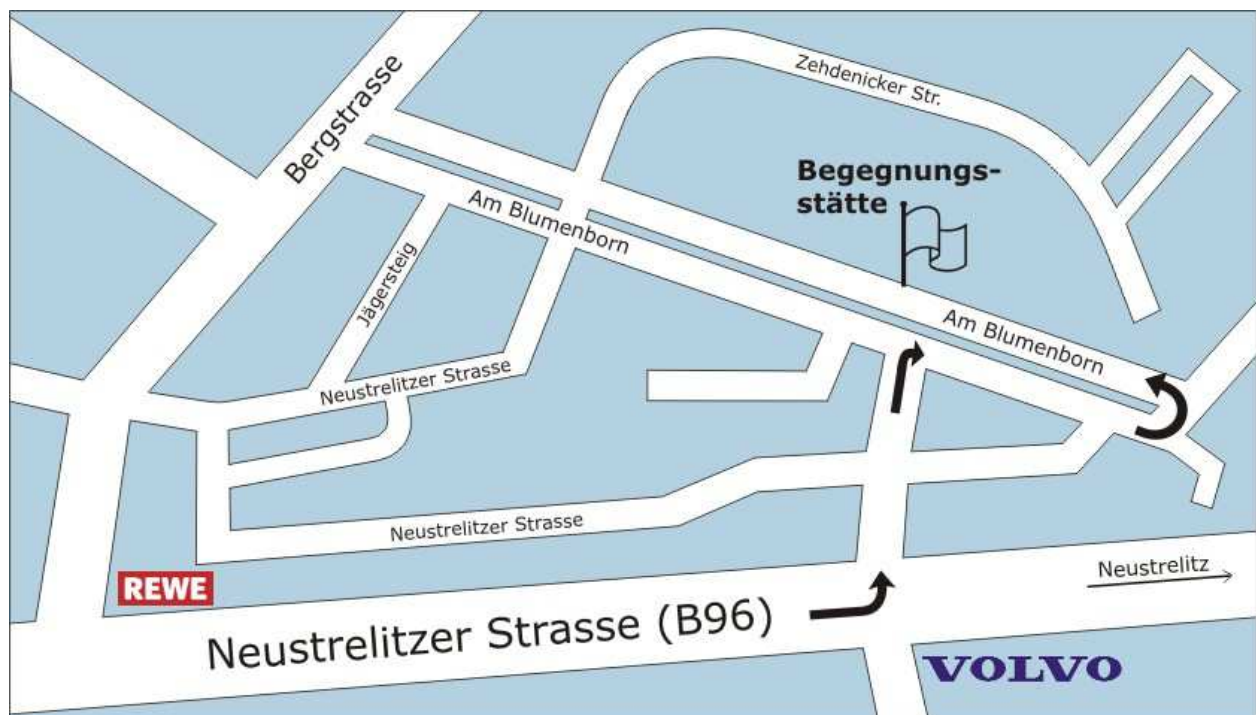 Zehdenicker Str.
Bergstrasse
Begegnungs-
stätte
Am Blumenborn
Jägersteig
Am Blumenborn
Neustrelitzer Strasse
Neustrelitzer Strasse
Neustrelitz
REWE
Neustrelitzer Strasse (B96)
VOLVO